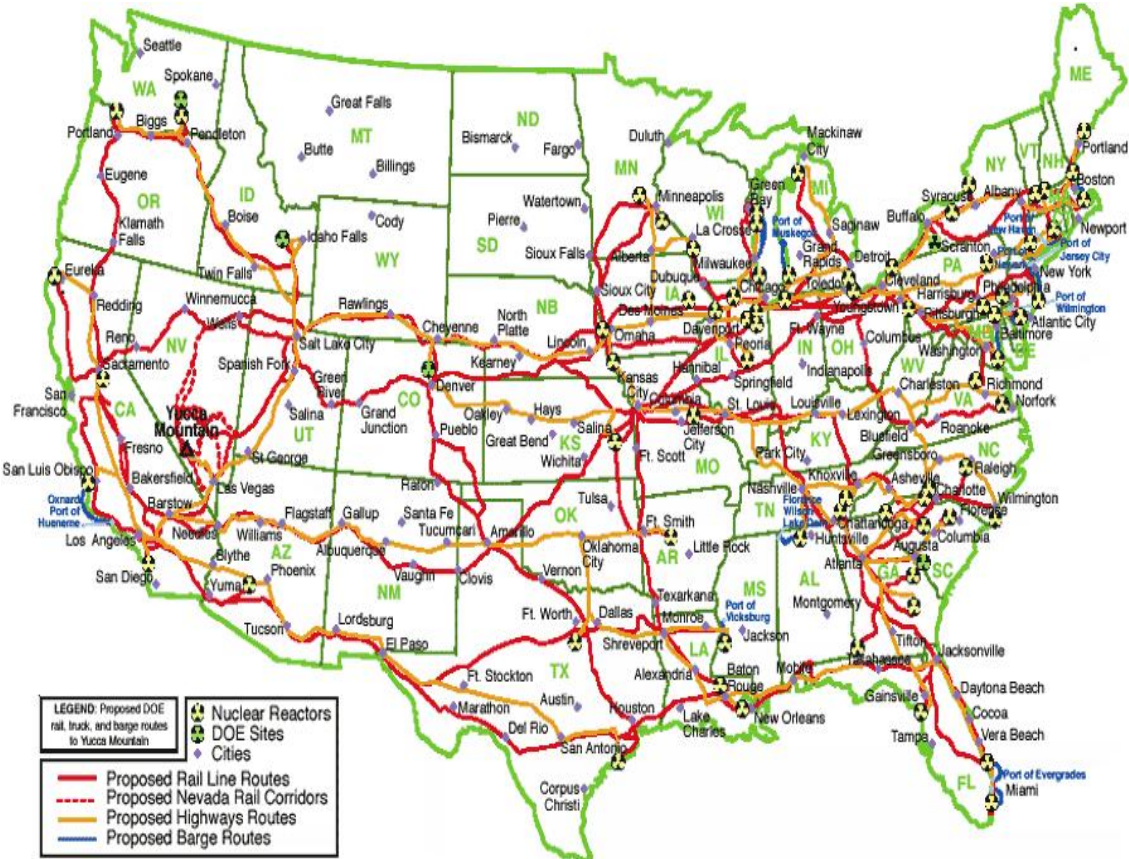 Seattle
ME
WA
Spokane
Great Falls
MT
ND
Portland
Biggs
Pendleton
Butte
Billings
Bismarck
Fargo
Duluth
Mackinaw
City
NY
VT
NH
Portland
MN
Green
Bay
MI
Syracuse
Albany
Boston
Eugene
OR
ID
Watertown
Minneapolis
WI
Port of
Muskegon
Saginaw
Buffalo
Port of
New Haven
Newport
Klamath
Falls
Boise
Idaho Falls
Cody
Pierre
SD
La Crosse
Grand
Rapids
Detroit
Scranton
Port of
Jersey City
Twin Falls
WY
Sioux Falls
Alberta
Milwaukee
Dubuque
Cleveland
PA
Port of
Newark
New York
Eureka
Winnemucca
Rawlings
NB
Sioux City
IA
Chicago
Toledo
Youngstown
Harrisburg
Philadelphia
Port of
Wilmington
Redding
Wells
Cheyenne
North
Platte
Des Moines
Davenport
Ft. Wayne
Pittsburgh
Baltimore
Atlantic City
Reno
NV
Salt Lake City
Lincoln
Omaha
Peoria
IL
IN
OH
Columbus
MD
DE
Sacramento
Spanish Fork
Kearney
Hannibal
Indianapolis
WV
Washington
San
Francisco
CA
Green
River
Denver
Kansas
City
Springfield
Charleston
Richmond
Yucca
Mountain
UT
Salina
Grand
Junction
CO
Oakley
Hays
Columbia
St. Louis
Louisville
Lexington
VA
Norfork
Fresno
Pueblo
Great Bend
KS
Salina
Jefferson
City
KY
Bluefield
Roanoke
San Luis Obispo
Bakersfield
St George
Wichita
Ft. Scott
MO
Park City
Greensboro
NC
Raleigh
Oxnard
Port of
Hueneme
Barstow
Las Vegas
Raton
Tulsa
Nashville
Knoxville
Asheville
Charlotte
Wilmington
Los Angeles
Needles
Williams
Flagstaff
Gallup
Santa Fe
Tucumcari
Amarillo
OK
Ft. Smith
TN
Florence
Wilson
Lake Dam
Chattanooga
Florence
San Diego
Blythe
AZ
Albuquerque
Oklahoma
City
AR
Little Rock
Huntsville
Columbia
Yuma
Phoenix
NM
Vaughn
Clovis
Vernon
Atlanta
Augusta
GA
SC
Tucson
Lordsburg
Ft. Worth
Dallas
Texarkana
MS
AL
El Paso
Monroe
Port of
Vicksburg
Montgomery
TX
Shreveport
Jackson
Tifton
Ft. Stockton
Alexandria
LA
Baton
Rouge
Mobile
Tallahassee
Jacksonville
Marathon
Austin
Houston
Gainsville
Daytona Beach
Del Rio
San Antonio
Lake
Charles
New Orleans
Cocoa
Tampa
Vera Beach
Corpus
Christi
FL
Port of Evergrades
Miami
LEGEND: Proposed DOE
rail, truck, and barge routes
to Yucca Mountain
Nuclear Reactors
DOE Sites
Cities
Proposed Rail Line Routes
Proposed Nevada Rail Corridors
Proposed Highways Routes
Proposed Barge Routes